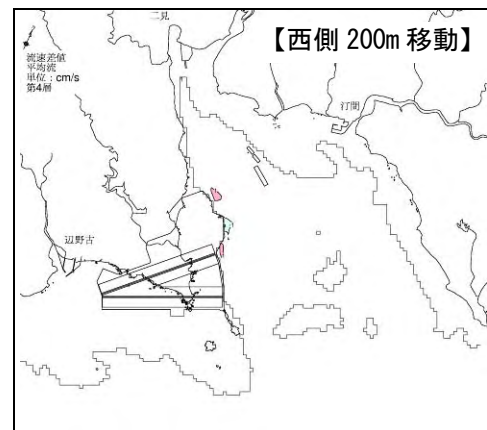 二見
【西側 200m 移動】
流速差値
平均流
単位：cm/s
第4層
汀間
辺野古